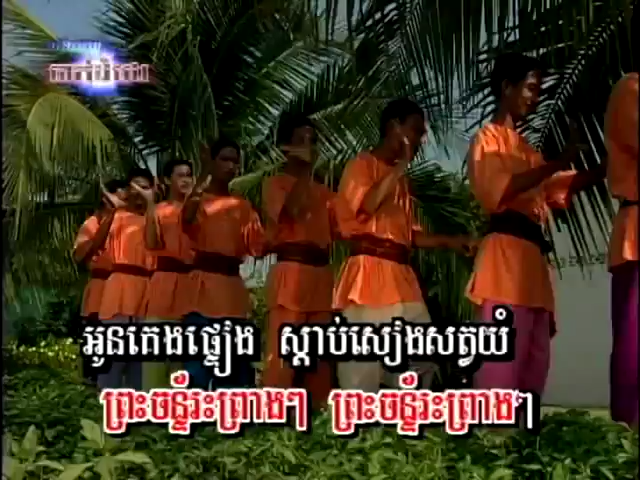 អូនគេងផ្ទៀង ស្ដាប់សៀងសត្វយំ
ព្រះចន្ទ័រះព្រាងៗ ព្រះចន្ទ័រះព្រាងៗ